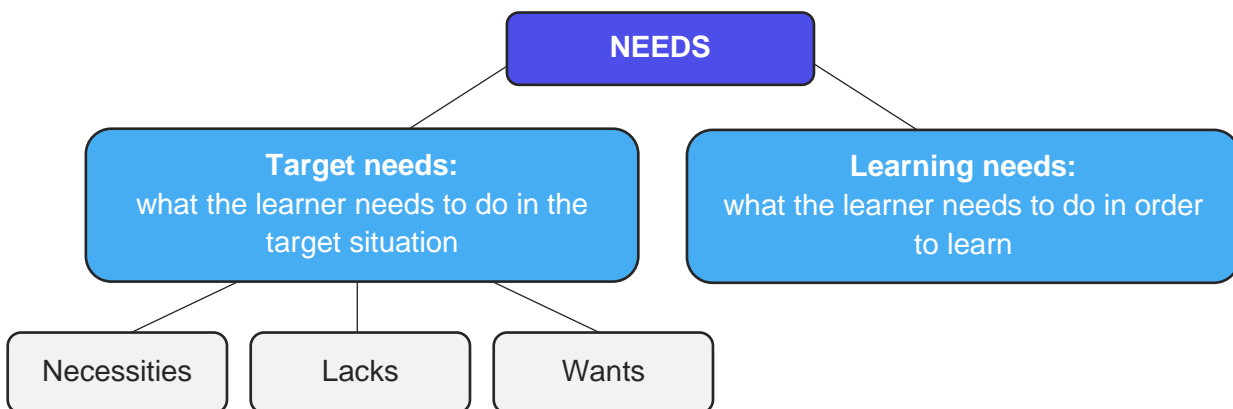 NEEDS
Target needs:
what the learner needs to do in the
target situation
Learning needs:
what the learner needs to do in order
to learn
Necessities
Lacks
Wants